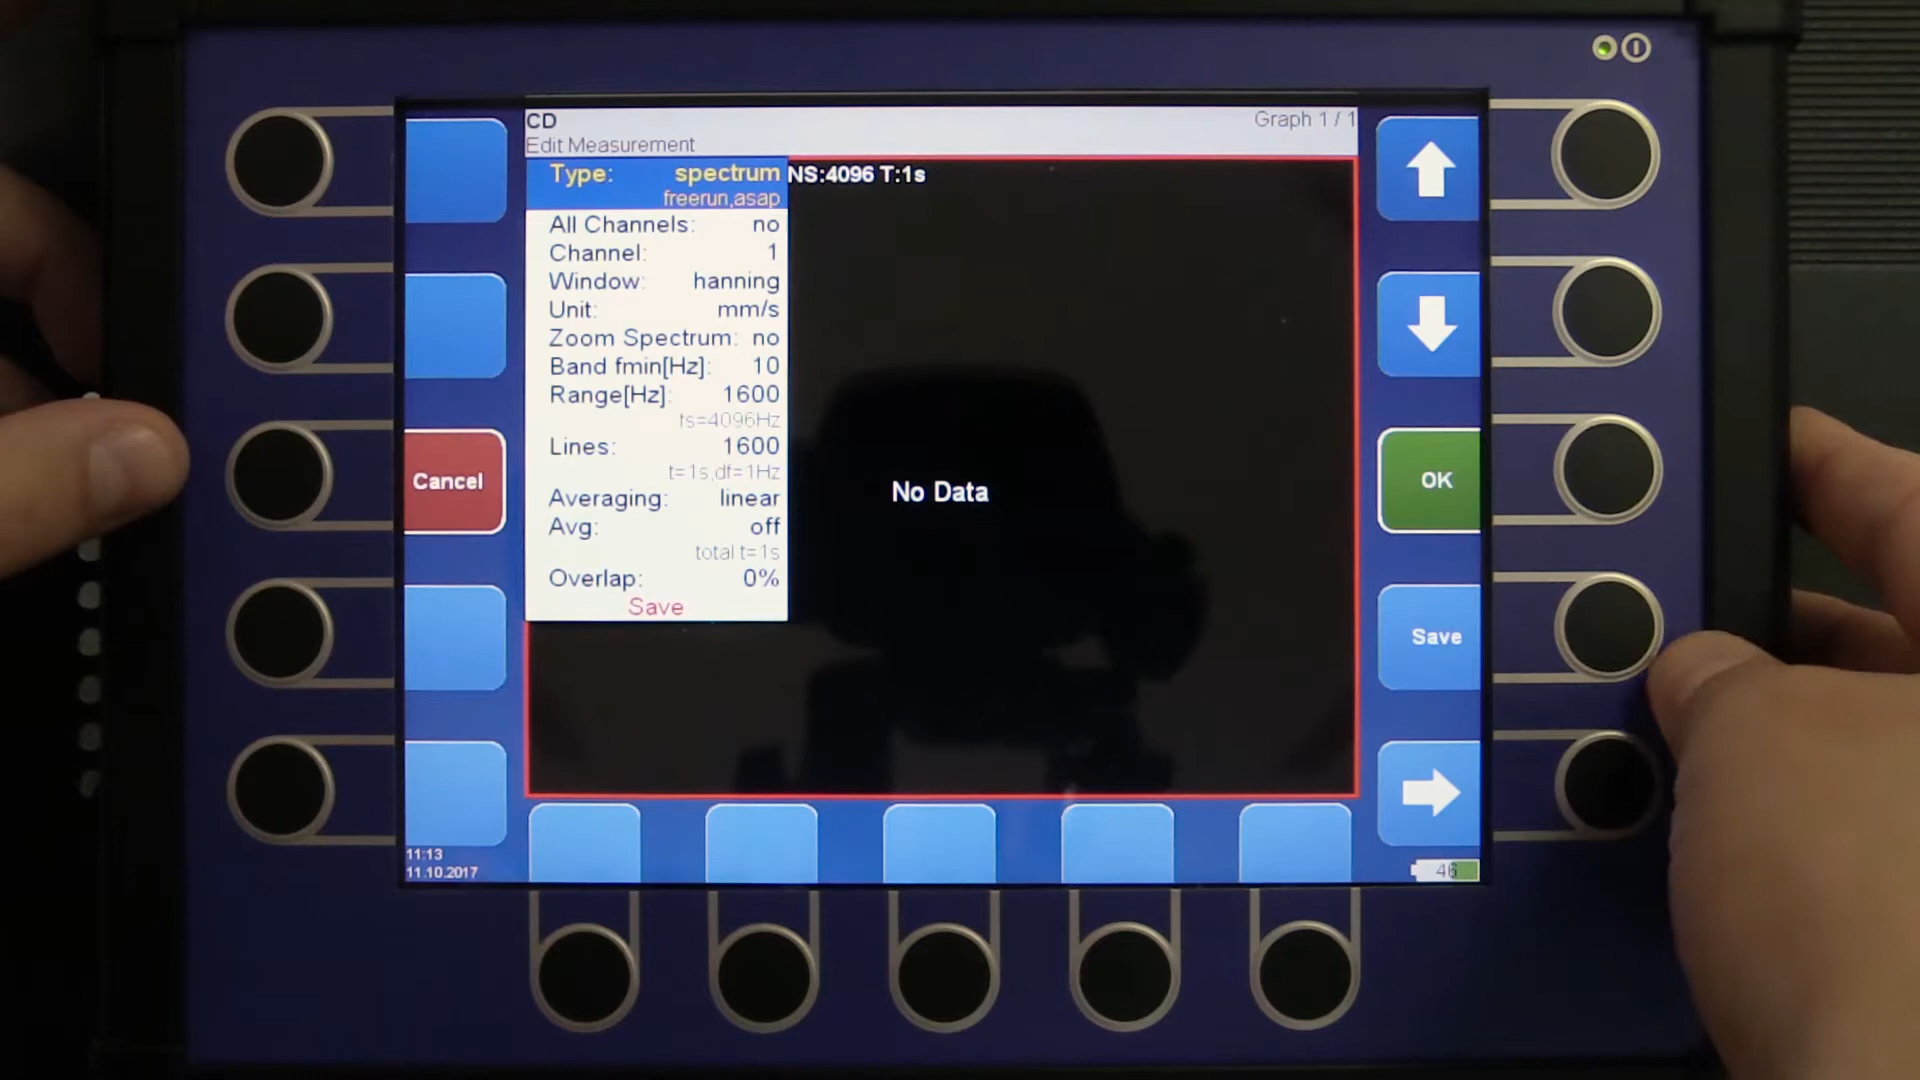 CD
Graph 1 / 1
Edit Measurement
Type: spectrum
freerun,asap
NS:4096 T:1s
All Channels: no
Channel: 1
Window: hanning
Unit: mm/s
Zoom Spectrum: no
Band fmin[Hz]: 10
Range[Hz]: 1600
fs=4096Hz
Lines: 1600
t=1s,df=1Hz
Averaging: linear
Avg: off
total t=1s
Overlap: 0%
Save
No Data
Cancel
OK
Save
11:13
11.10.2017
46